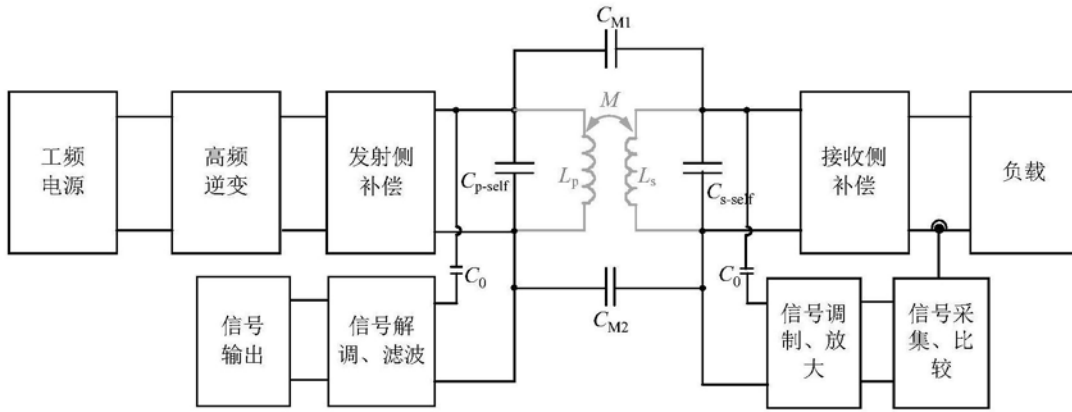 C_M1
M
工频
电源
高频
逆变
发射侧
补偿
C_p-self
L_p
L_s
C_s-self
接收侧
补偿
负载
C_0
C_0
C_M2
信号
输出
信号解
调、滤波
信号调
制、放
大
信号采
集、比
较